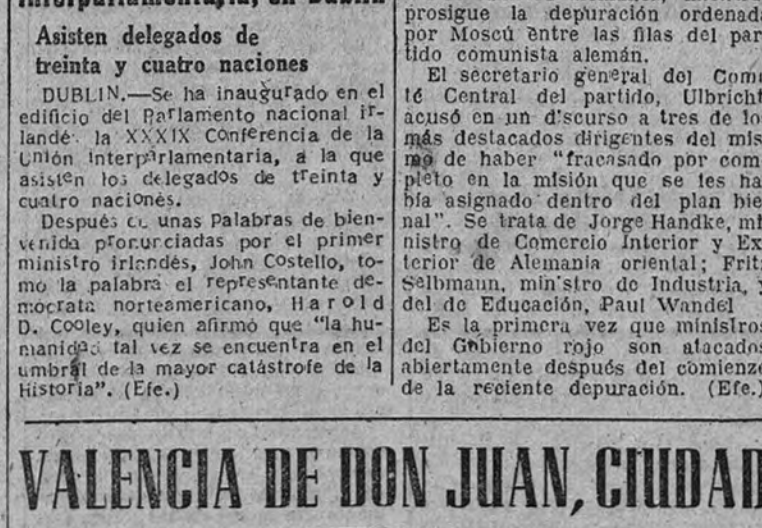 Interparlamentaria, en Dublín
Asisten delegados de
treinta y cuatro naciones
DUBLIN.—Se ha inaugurado en el
edificio del Parlamento nacional ir-
landé. la XXXIX Conferencia de la
Unión Interparlamentaria, a la que
asisten los delegados de treinta y
cuatro naciones.
Después de unas Palabras de bien-
venida pronunciadas por el primer
ministro irlandés, John Costello, to-
mó la palabra el representante de-
mócrata norteamericano, Harold
D. Cooley, quien afirmó que "la hu-
manidad tal vez se encuentra en el
umbral de la mayor catástrofe de la
Historia". (Efe.)
prosigue la depuración ordenada
por Moscú entre las filas del par
tido comunista alemán.
El secretario general del Comi
té Central del partido, Ulbricht
acusó en un discurso a tres de lo
más destacados dirigentes del mis
mo de haber "fracasado por com
pleto en la misión que se les ha
bía asignado dentro del plan bie
nal". Se trata de Jorge Handke, mi
nistro de Comercio Interior y Ex
terior de Alemania oriental; Fritz
Selbmann, min'stro de Industria, y
del de Educación, Paul Wandel
Es la primera vez que ministros
del Gobierno rojo son atacados
abiertamente después del comienzo
de la reciente depuración. (Efe.)
VALENCIA DE DON JUAN, CIUDAD